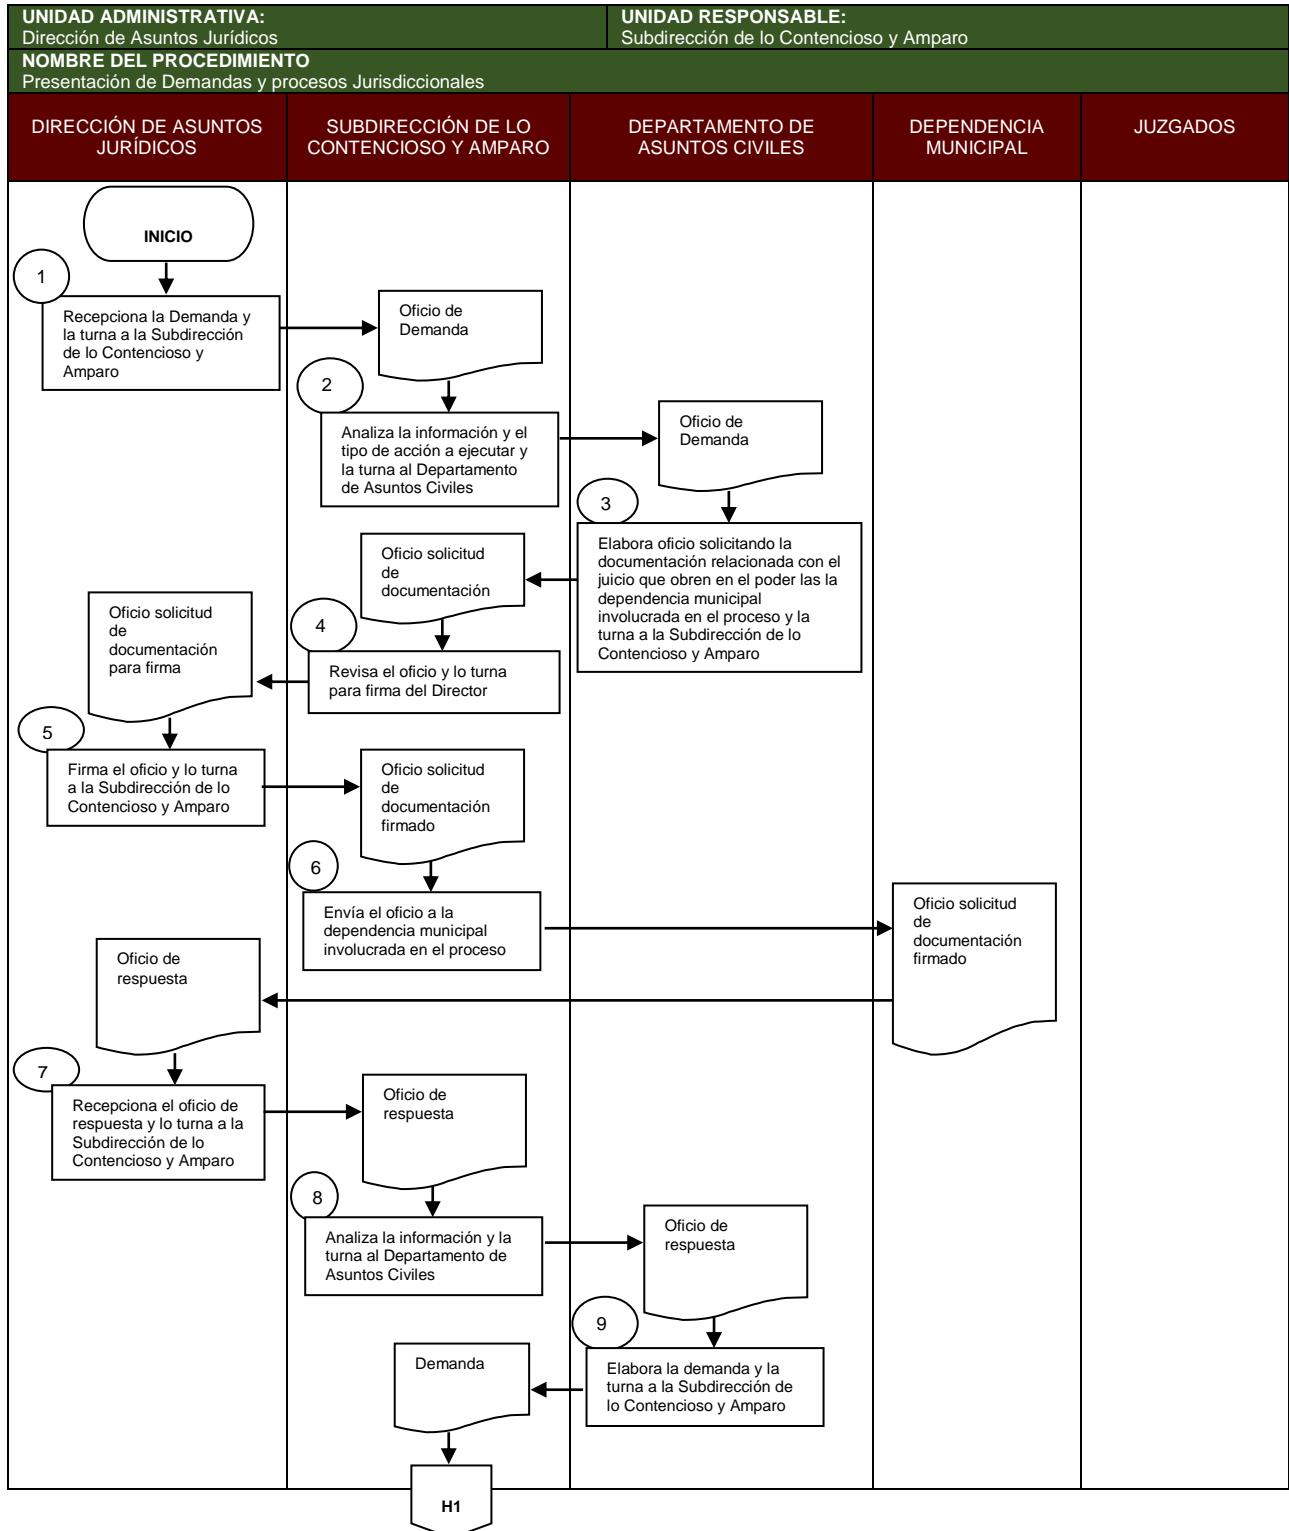 UNIDAD ADMINISTRATIVA:
Dirección de Asuntos Jurídicos
UNIDAD RESPONSABLE:
Subdirección de lo Contencioso y Amparo
NOMBRE DEL PROCEDIMIENTO
Presentación de Demandas y procesos Jurisdiccionales
DIRECCIÓN DE ASUNTOS
JURÍDICOS
SUBDIRECCIÓN DE LO
CONTENCIOSO Y AMPARO
DEPARTAMENTO DE
ASUNTOS CIVILES
DEPENDENCIA
MUNICIPAL
JUZGADOS
INICIO
1
Recepciona la Demanda y
la turna a la Subdirección
de lo Contencioso y
Amparo
Oficio de
Demanda
2
Analiza la información y el
tipo de acción a ejecutar y
la turna al Departamento
de Asuntos Civiles
Oficio de
Demanda
3
Elabora oficio solicitando la
documentación relacionada con el
juicio que obren en el poder las la
dependencia municipal
involucrada en el proceso y la
turna a la Subdirección de lo
Contencioso y Amparo
Oficio solicitud
de
documentación
4
Revisa el oficio y lo turna
para firma del Director
Oficio solicitud
de
documentación
para firma
5
Firma el oficio y lo turna
a la Subdirección de lo
Contencioso y Amparo
Oficio solicitud
de
documentación
firmado
6
Envía el oficio a la
dependencia municipal
involucrada en el proceso
Oficio solicitud
de
documentación
firmado
Oficio de
respuesta
7
Recepciona el oficio de
respuesta y lo turna a la
Subdirección de lo
Contencioso y Amparo
Oficio de
respuesta
8
Analiza la información y la
turna al Departamento de
Asuntos Civiles
Oficio de
respuesta
9
Elabora la demanda y la
turna a la Subdirección de
lo Contencioso y Amparo
Demanda
H1